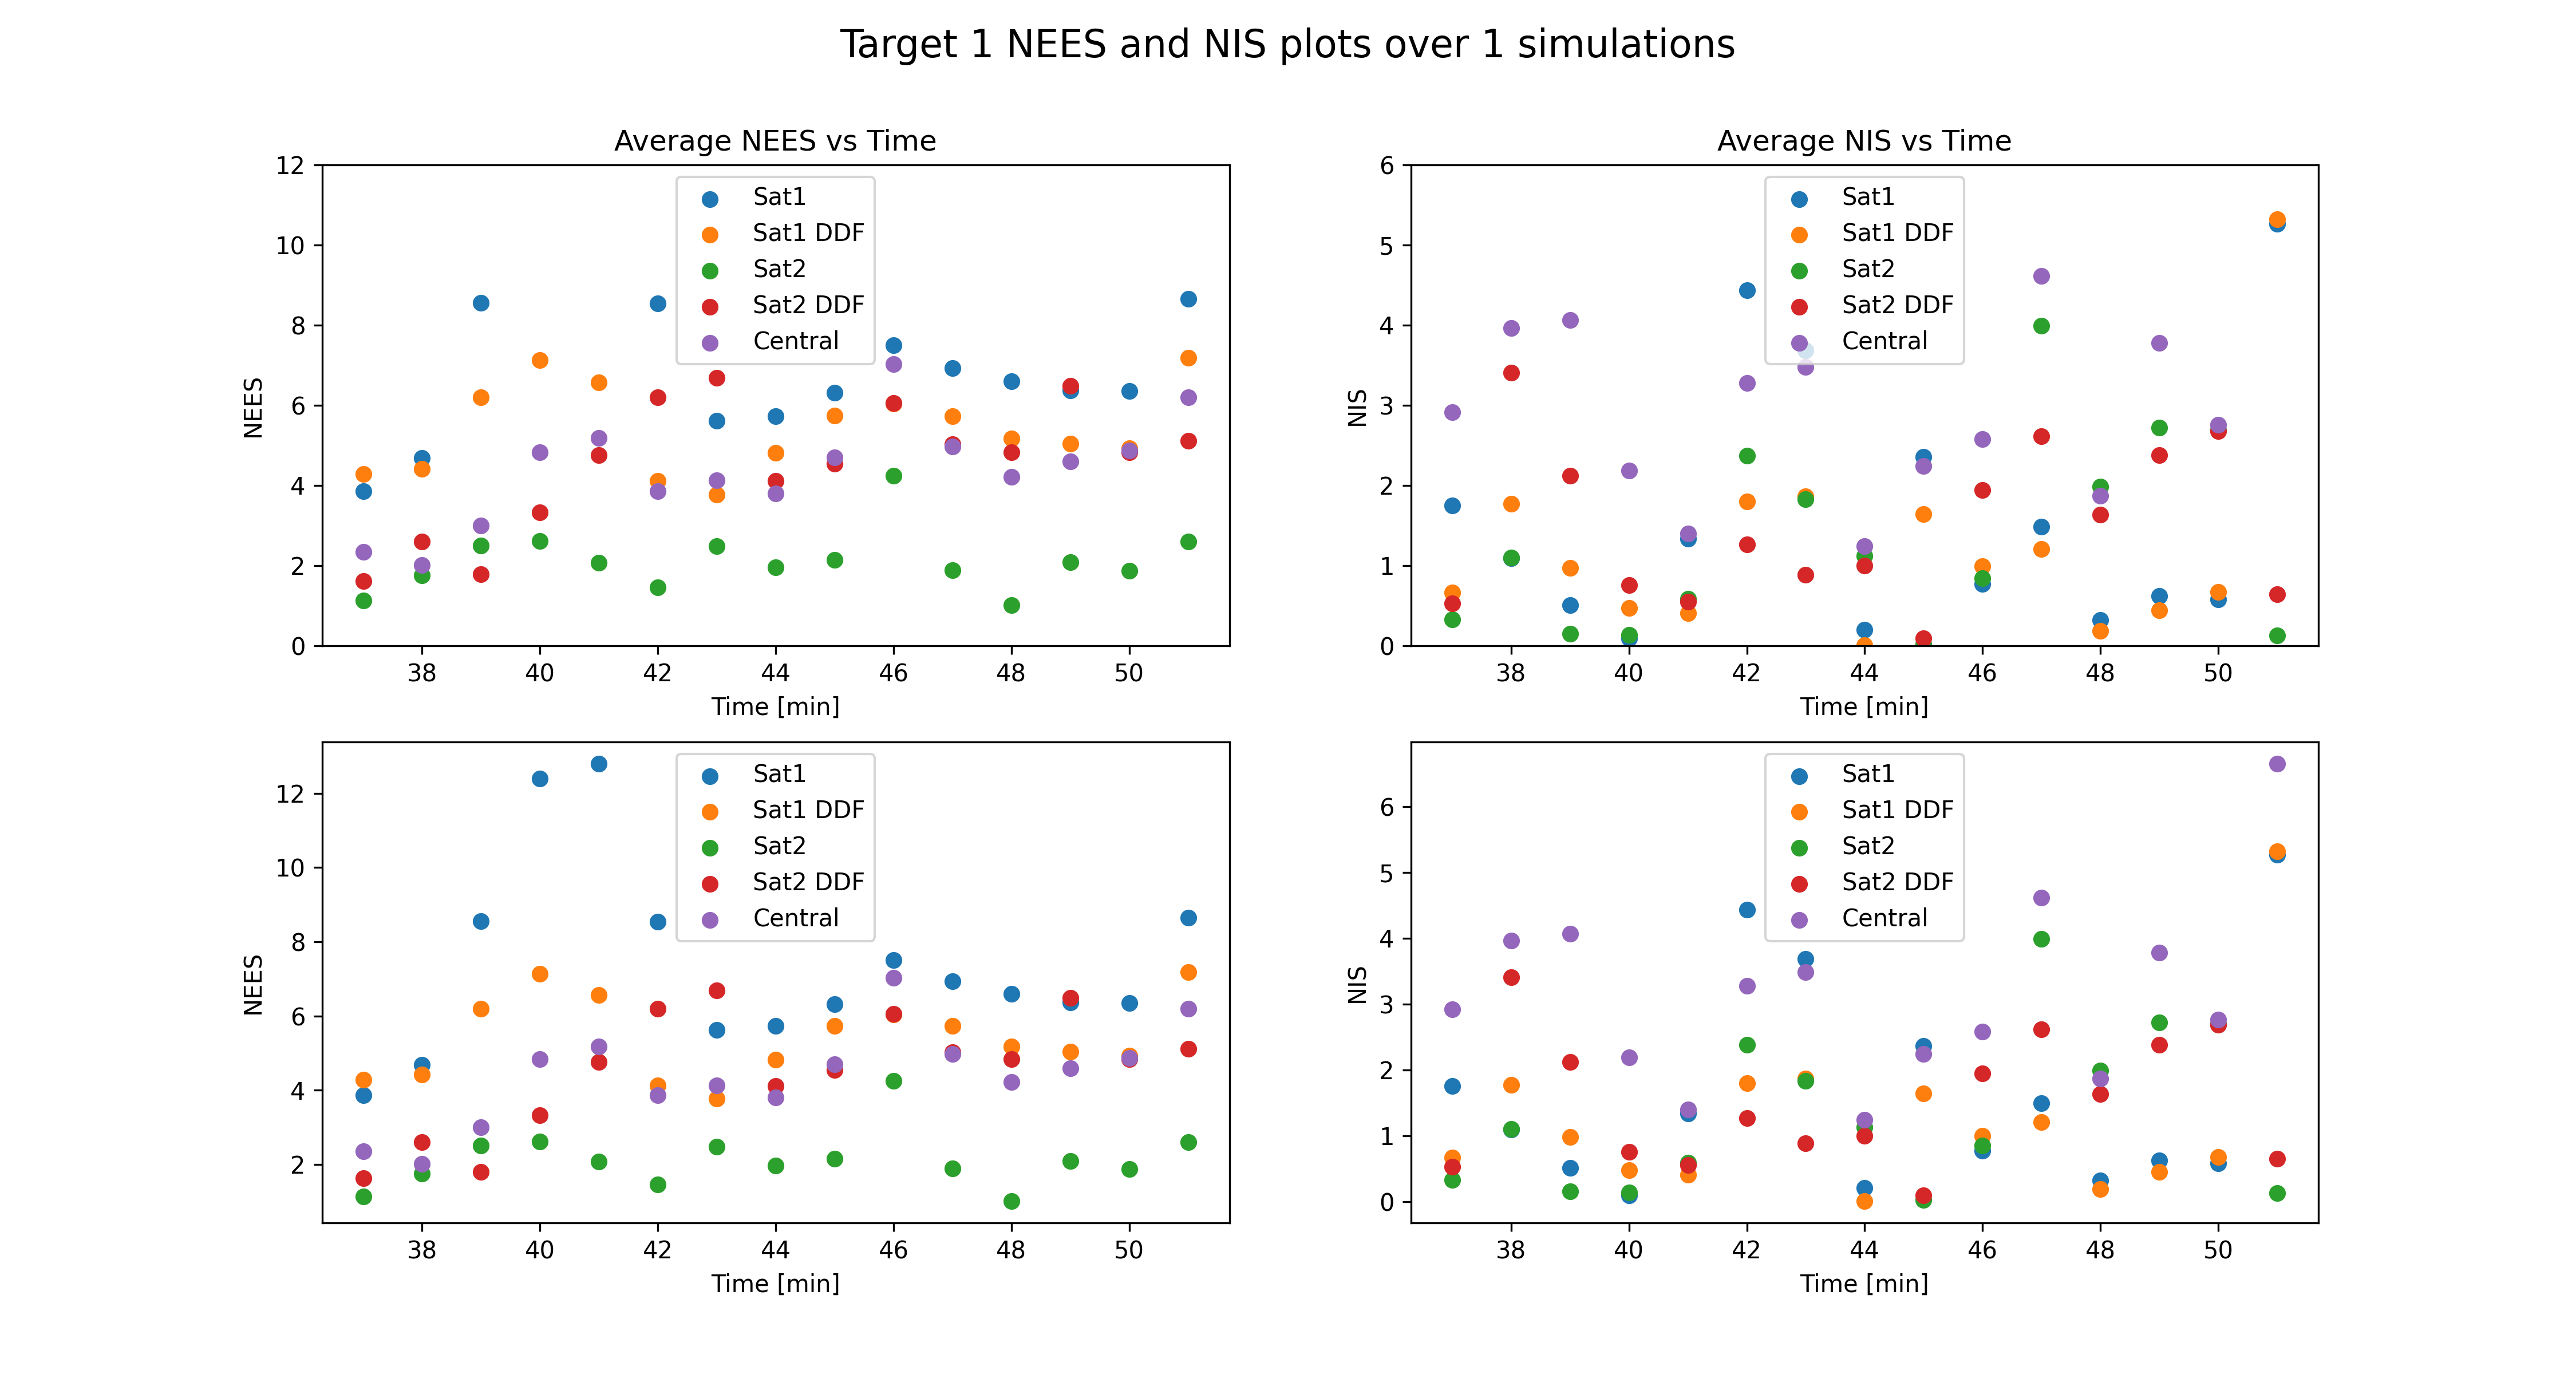 Target 1 NEES and NIS plots over 1 simulations
Average NEES vs Time
12
10
8
6
4
2
0
NEES
Sat1
Sat1 DDF
Sat2
Sat2 DDF
Central
38 40 42 44 46 48 50
Time [min]
Average NIS vs Time
6
5
4
3
2
1
0
NIS
Sat1
Sat1 DDF
Sat2
Sat2 DDF
Central
38 40 42 44 46 48 50
Time [min]
12
10
8
6
4
2
NEES
Sat1
Sat1 DDF
Sat2
Sat2 DDF
Central
38 40 42 44 46 48 50
Time [min]
6
5
4
3
2
1
0
NIS
Sat1
Sat1 DDF
Sat2
Sat2 DDF
Central
38 40 42 44 46 48 50
Time [min]